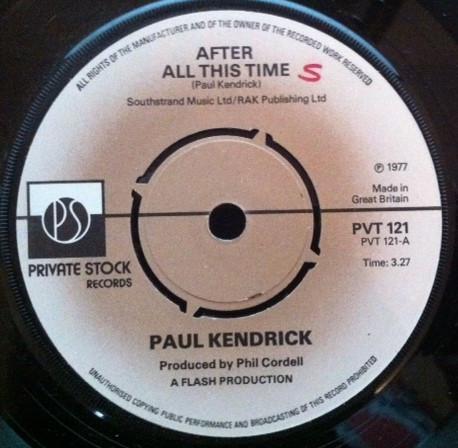 ALL RIGHTS OF THE MANUFACTURER AND OF THE OWNER OF THE RECORDED WORK RESERVED
AFTER
ALL THIS TIME S
(Paul Kendrick)
Southstrand Music Ltd/RAK Publishing Ltd
℗ 1977
Made in
Great Britain
PS
PVT 121
PVT 121-A
PRIVATE STOCK
RECORDS
Time: 3.27
PAUL KENDRICK
Produced by Phil Cordell
A FLASH PRODUCTION
UNAUTHORISED COPYING PUBLIC PERFORMANCE AND BROADCASTING OF THIS RECORD PROHIBITED